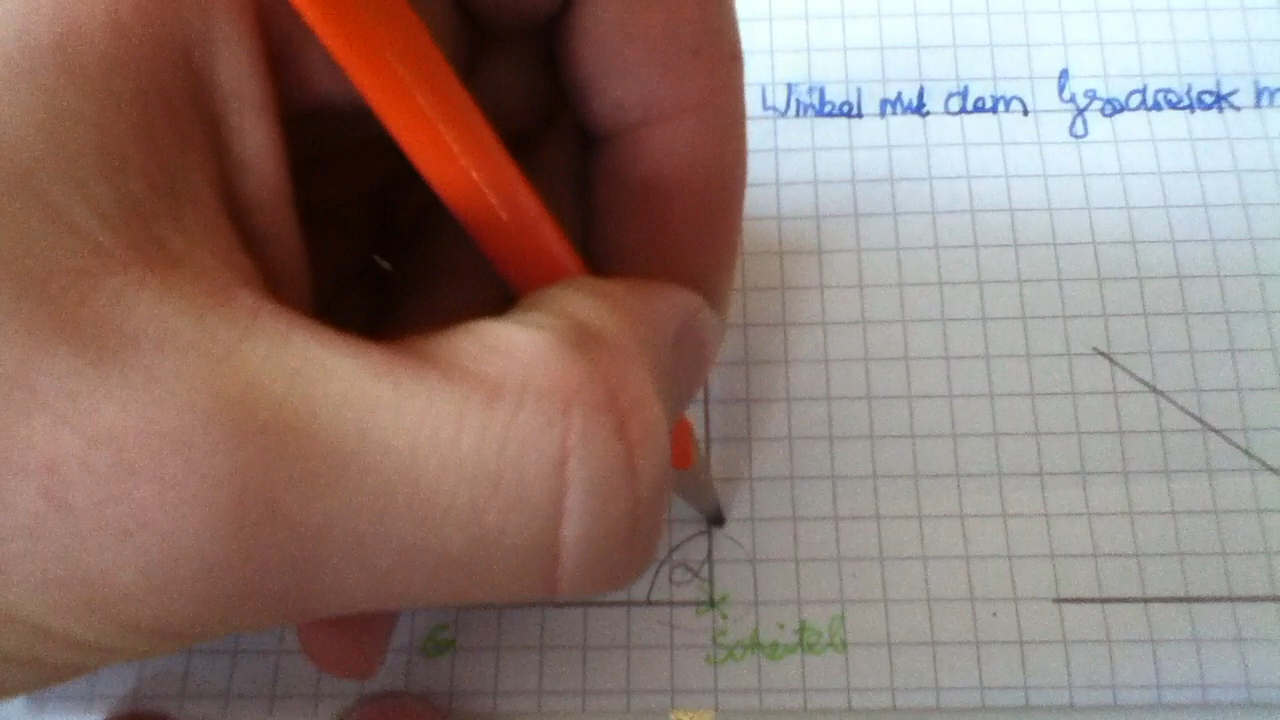 Winkel mit dem Geodreieck m
α
G
Scheitel